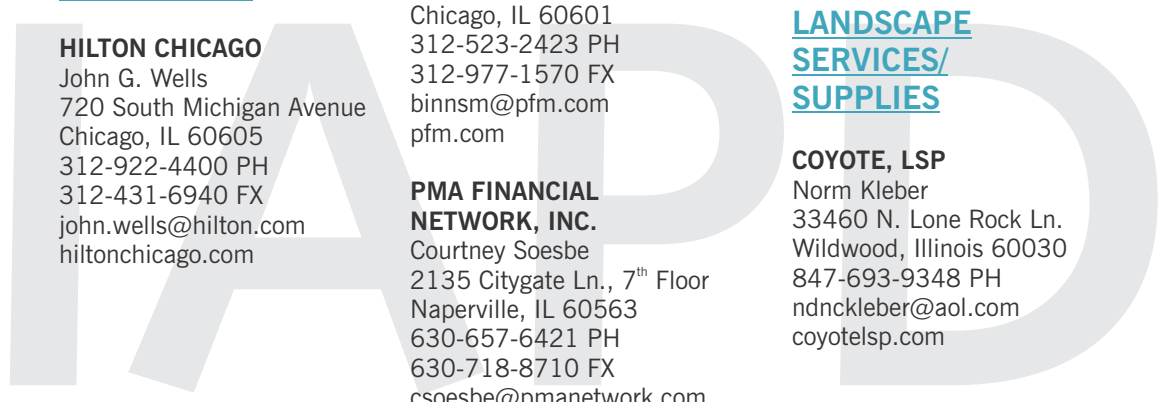 HILTON CHICAGO
John G. Wells
720 South Michigan Avenue
Chicago, IL 60605
312-922-4400 PH
312-431-6940 FX
john.wells@hilton.com
hiltonchicago.com
Chicago, IL 60601
312-523-2423 PH
312-977-1570 FX
binnsm@pfm.com
pfm.com
PMA FINANCIAL
NETWORK, INC.
Courtney Soesbe
2135 Citygate Ln., 7th Floor
Naperville, IL 60563
630-657-6421 PH
630-718-8710 FX
csoesbe@pmanetwork.com
LANDSCAPE
SERVICES/
SUPPLIES
COYOTE, LSP
Norm Kleber
33460 N. Lone Rock Ln.
Wildwood, Illinois 60030
847-693-9348 PH
ndnckleber@aol.com
coyotelsp.com
IAPD